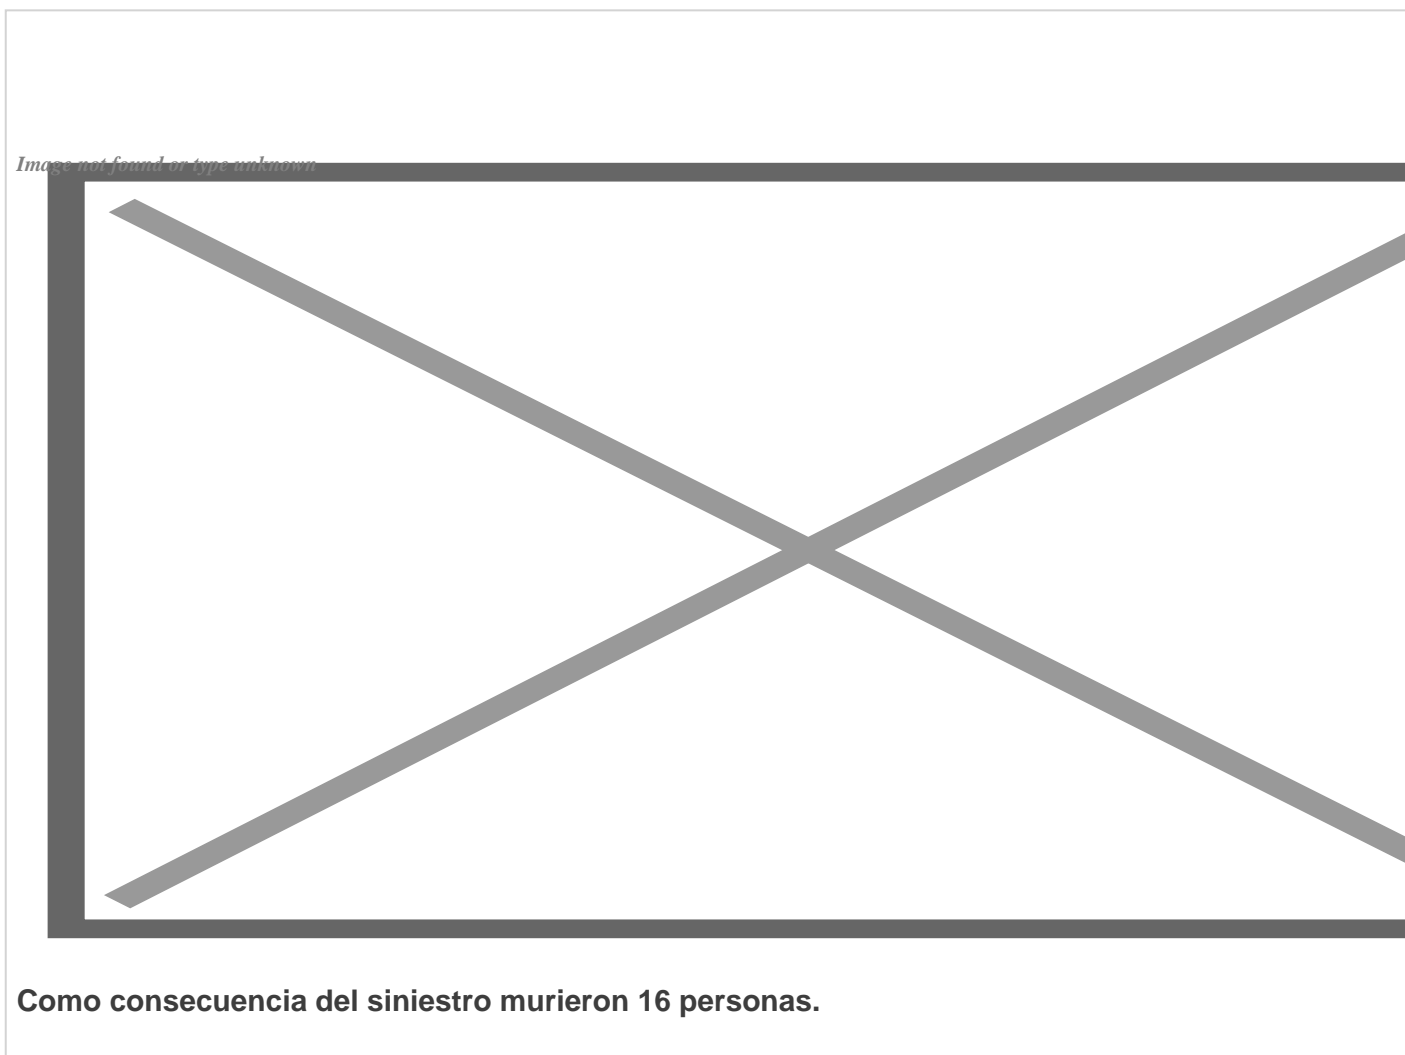 Image not found or type unknown
Como consecuencia del siniestro murieron 16 personas.